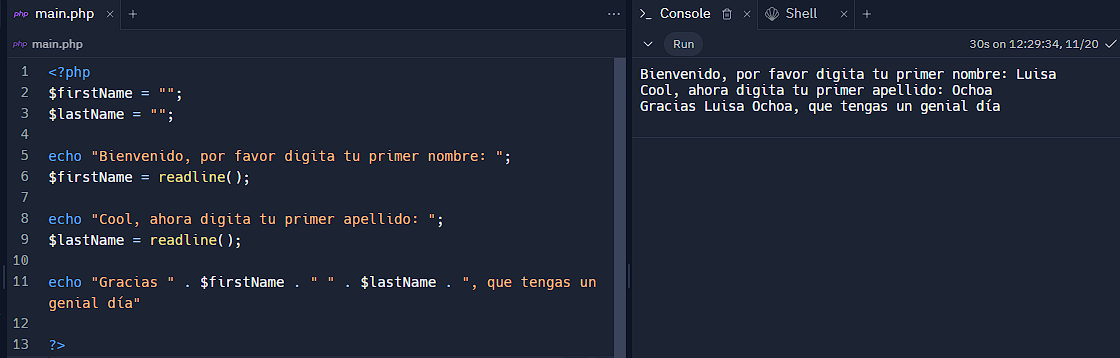 php main.php × +
php main.php
1 <?php
2 $firstName = "";
3 $lastName = "";
4
5 echo "Bienvenido, por favor digita tu primer nombre: ";
6 $firstName = readline();
7
8 echo "Cool, ahora digita tu primer apellido: ";
9 $lastName = readline();
10
11 echo "Gracias " . $firstName . " " . $lastName . ", que tengas un
genial día"
12
13 ?>
>_ Console × Shell × +
Run 30s on 12:29:34, 11/20
Bienvenido, por favor digita tu primer nombre: Luisa
Cool, ahora digita tu primer apellido: Ochoa
Gracias Luisa Ochoa, que tengas un genial día